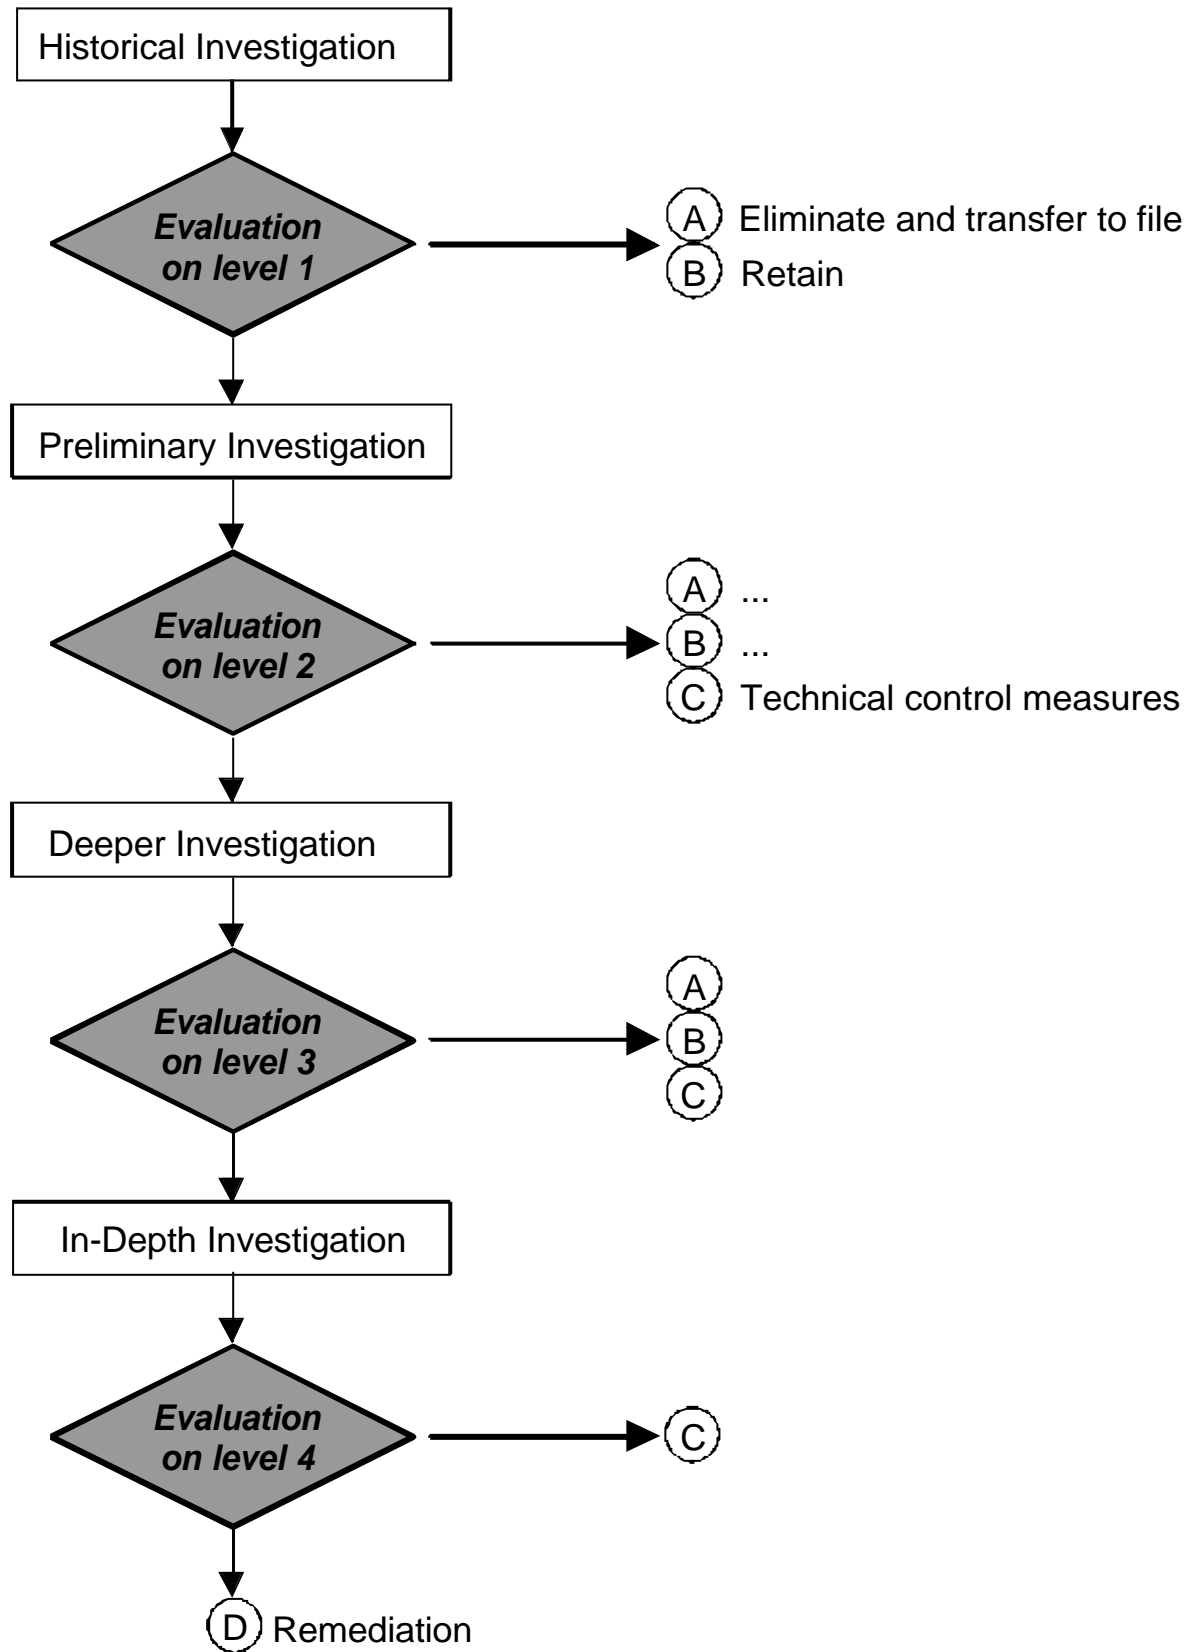 Historical Investigation
Evaluation
on level 1
A Eliminate and transfer to file
B Retain
Preliminary Investigation
Evaluation
on level 2
A ...
B ...
C Technical control measures
Deeper Investigation
Evaluation
on level 3
A
B
C
In-Depth Investigation
Evaluation
on level 4
C
D Remediation